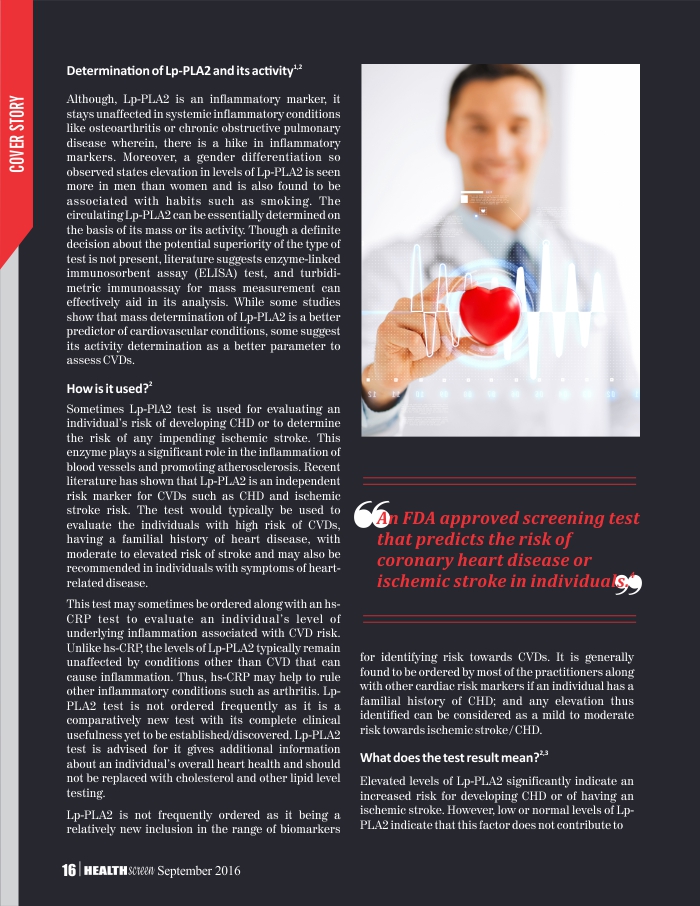 COVER STORY
Determination of Lp-PLA2 and its activity1,2
Although, Lp-PLA2 is an inflammatory marker, it
stays unaffected in systemic inflammatory conditions
like osteoarthritis or chronic obstructive pulmonary
disease wherein, there is a hike in inflammatory
markers. Moreover, a gender differentiation so
observed states elevation in levels of Lp-PLA2 is seen
more in men than women and is also found to be
associated with habits such as smoking. The
circulating Lp-PLA2 can be essentially determined on
the basis of its mass or its activity. Though a definite
decision about the potential superiority of the type of
test is not present, literature suggests enzyme-linked
immunosorbent assay (ELISA) test, and turbidi-
metric immunoassay for mass measurement can
effectively aid in its analysis. While some studies
show that mass determination of Lp-PLA2 is a better
predictor of cardiovascular conditions, some suggest
its activity determination as a better parameter to
assess CVDs.
How is it used?2
Sometimes Lp-PlA2 test is used for evaluating an
individual's risk of developing CHD or to determine
the risk of any impending ischemic stroke. This
enzyme plays a significant role in the inflammation of
blood vessels and promoting atherosclerosis. Recent
literature has shown that Lp-PLA2 is an independent
risk marker for CVDs such as CHD and ischemic
stroke risk. The test would typically be used to
evaluate the individuals with high risk of CVDs,
having a familial history of heart disease, with
moderate to elevated risk of stroke and may also be
recommended in individuals with symptoms of heart-
related disease.
This test may sometimes be ordered along with an hs-
CRP test to evaluate an individual's level of
underlying inflammation associated with CVD risk.
Unlike hs-CRP, the levels of Lp-PLA2 typically remain
unaffected by conditions other than CVD that can
cause inflammation. Thus, hs-CRP may help to rule
other inflammatory conditions such as arthritis. Lp-
PLA2 test is not ordered frequently as it is a
comparatively new test with its complete clinical
usefulness yet to be established/discovered. Lp-PLA2
test is advised for it gives additional information
about an individual's overall heart health and should
not be replaced with cholesterol and other lipid level
testing.
Lp-PLA2 is not frequently ordered as it being a
relatively new inclusion in the range of biomarkers
“An FDA approved screening test
that predicts the risk of
coronary heart disease or
ischemic stroke in individuals.”
for identifying risk towards CVDs. It is generally
found to be ordered by most of the practitioners along
with other cardiac risk markers if an individual has a
familial history of CHD; and any elevation thus
identified can be considered as a mild to moderate
risk towards ischemic stroke/CHD.
What does the test result mean?2,3
Elevated levels of Lp-PLA2 significantly indicate an
increased risk for developing CHD or of having an
ischemic stroke. However, low or normal levels of Lp-
PLA2 indicate that this factor does not contribute to
16 | HEALTHscreen September 2016